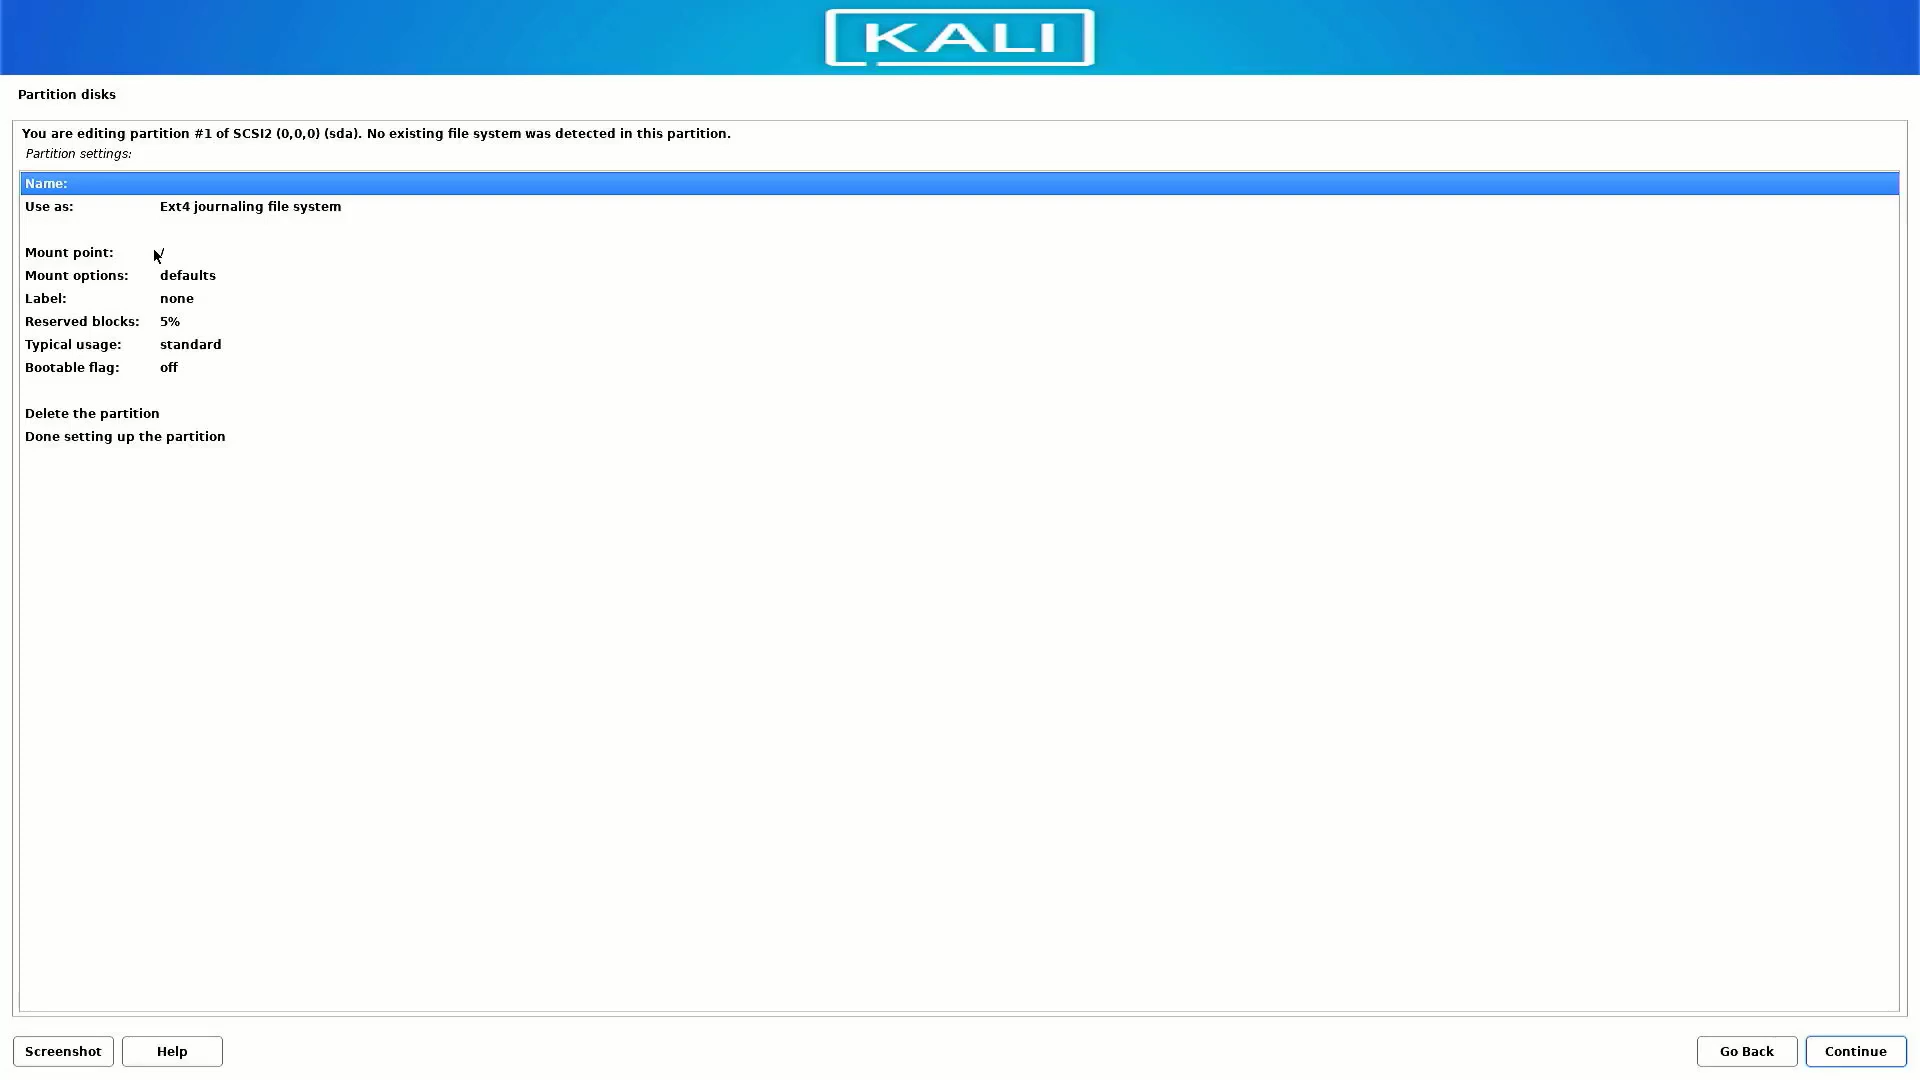 KALI
Partition disks
You are editing partition #1 of SCSI2 (0,0,0) (sda). No existing file system was detected in this partition.
Partition settings:
Name:
Use as: Ext4 journaling file system
Mount point: /
Mount options: defaults
Label: none
Reserved blocks: 5%
Typical usage: standard
Bootable flag: off
Delete the partition
Done setting up the partition
Screenshot Help Go Back Continue